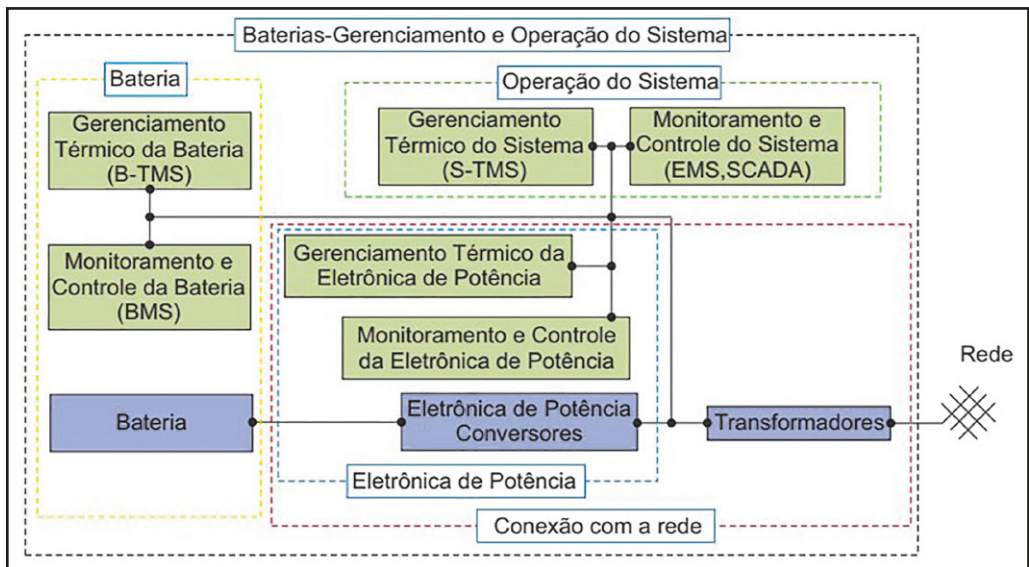 Baterias-Gerenciamento e Operação do Sistema
Bateria
Operação do Sistema
Gerenciamento
Térmico da Bateria
(B-TMS)
Gerenciamento
Térmico do Sistema
(S-TMS)
Monitoramento e
Controle do Sistema
(EMS,SCADA)
Monitoramento e
Controle da Bateria
(BMS)
Gerenciamento Térmico da
Eletrônica de Potência
Monitoramento e Controle
da Eletrônica de Potência
Rede
Bateria
Eletrônica de Potência
Conversores
Transformadores
Eletrônica de Potência
Conexão com a rede